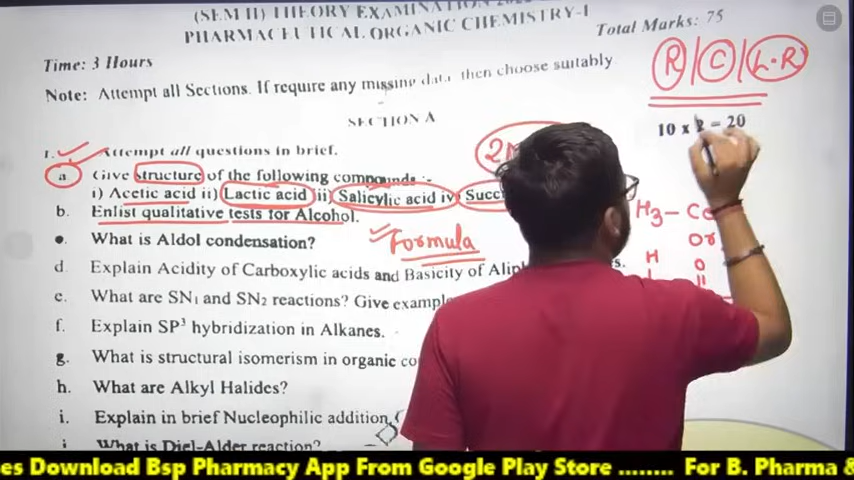 (SEM II) THEORY EXAMINATION
PHARMACEUTICAL ORGANIC CHEMISTRY-I
Time: 3 Hours
Total Marks: 75
Note: Attempt all Sections. If require any missing data then choose suitably.
R | C | L.R
SECTION A
1. Attempt all questions in brief.
10 x 2 = 20
a. Give structure of the following compounds:-
i) Acetic acid ii) Lactic acid iii) Salicylic acid iv) Succ
b. Enlist qualitative tests for Alcohol.
Formula
H3-
Or
H O
What is Aldol condensation?
d. Explain Acidity of Carboxylic acids and Basicity of
e. What are SN1 and SN2 reactions? Give
f. Explain SP3 hybridization in Alkanes.
g. What is structural isomerism in organic
h. What are Alkyl Halides?
i. Explain in brief Nucleophilic addition
j. What is Diel-Alder reaction?
es Download Bsp Pharmacy App From Google Play Store ........ For B. Pharma &